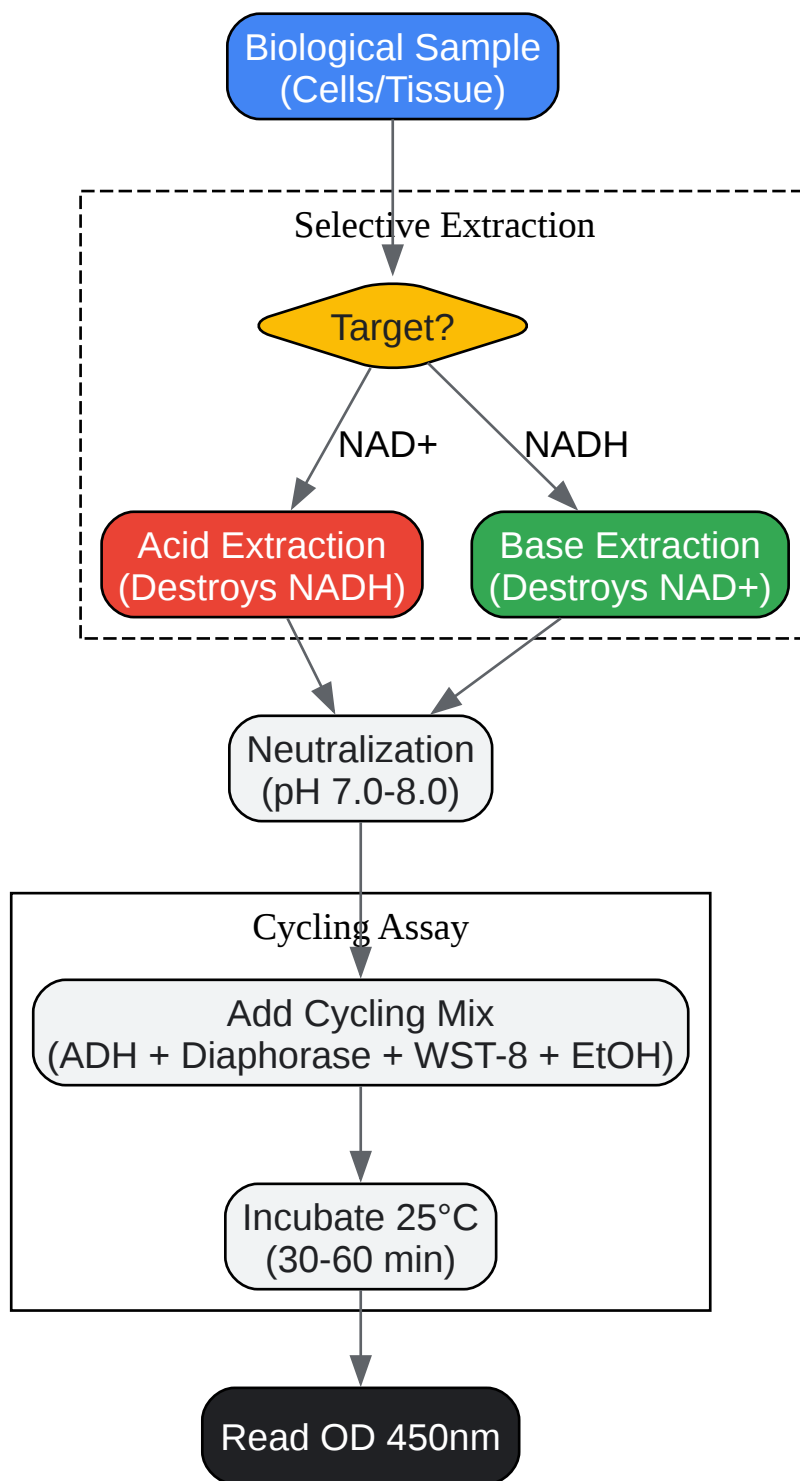 Biological Sample
(Cells/Tissue)
Selective Extraction
Target?
NAD+
NADH
Acid Extraction
(Destroys NADH)
Base Extraction
(Destroys NAD+)
Neutralization
(pH 7.0-8.0)
Cycling Assay
Add Cycling Mix
(ADH + Diaphorase + WST-8 + EtOH)
Incubate 25°C
(30-60 min)
Read OD 450nm